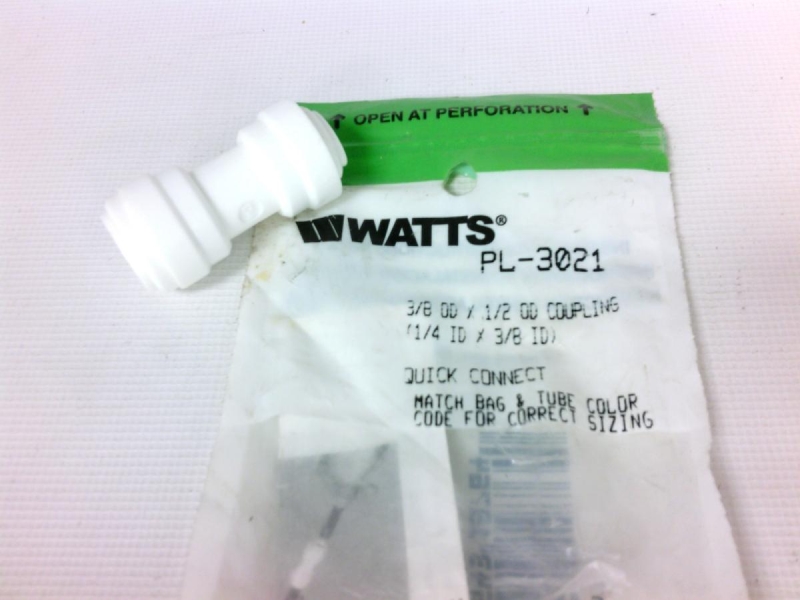 ↑ OPEN AT PERFORATION ↑
WATTS®
PL-3021
3/8 OD X 1/2 OD COUPLING
(1/4 ID X 3/8 ID)
QUICK CONNECT
MATCH BAG & TUBE COLOR
CODE FOR CORRECT SIZING